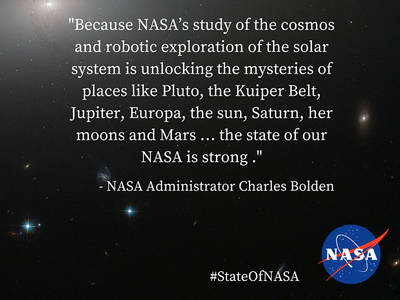 "Because NASA’s study of the cosmos
and robotic exploration of the solar
system is unlocking the mysteries of
places like Pluto, the Kuiper Belt,
Jupiter, Europa, the sun, Saturn, her
moons and Mars … the state of our
NASA is strong ."
- NASA Administrator Charles Bolden
NASA
#StateOfNASA